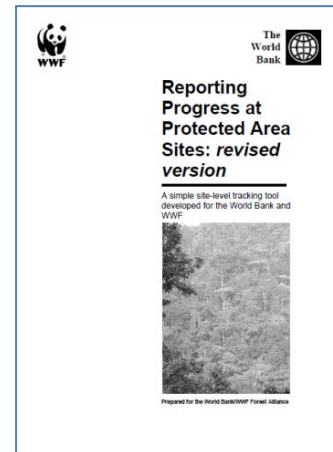 WWF
The
World
Bank
Reporting
Progress at
Protected Area
Sites: revised
version
A simple site-level tracking tool
developed for the World Bank and
WWF
Prepared for the World Bank/WWF Forest Alliance